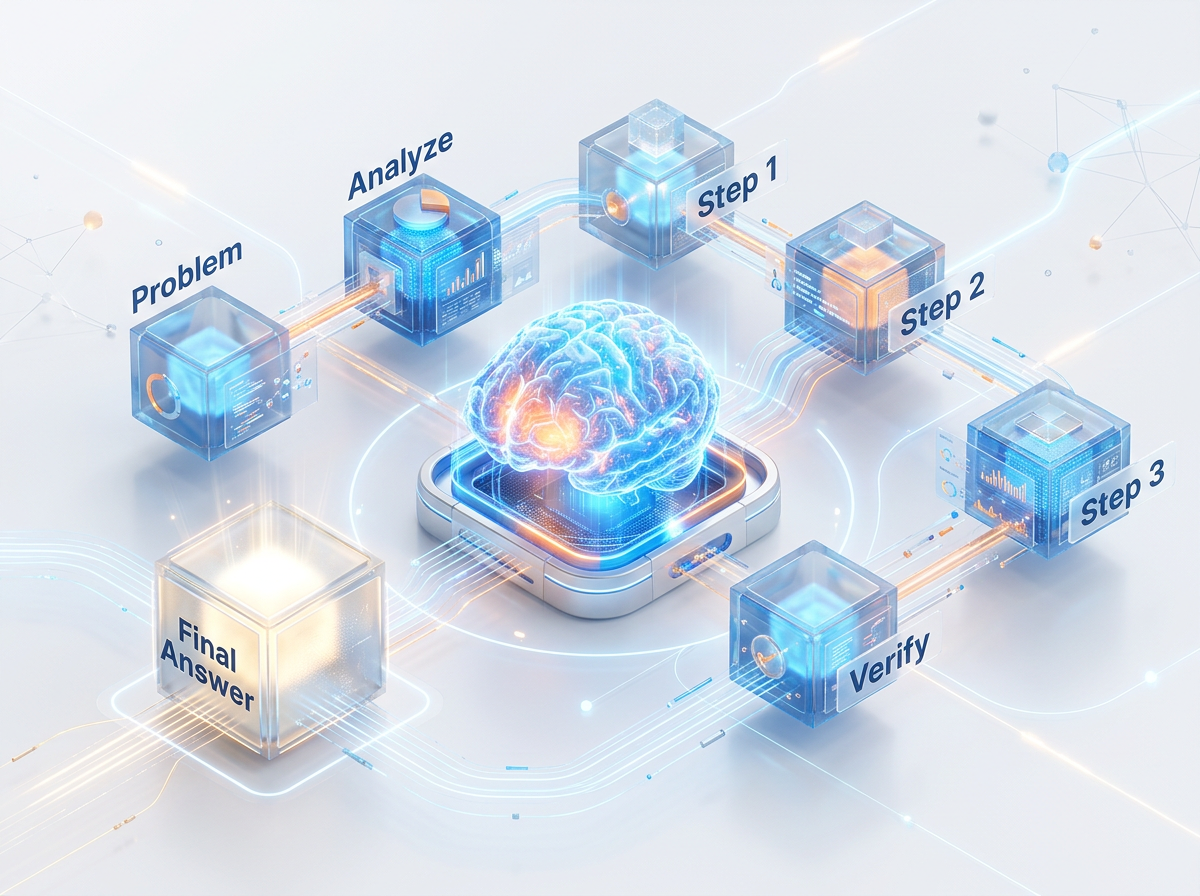 Problem
Analyze
Step 1
Step 2
Step 3
Verify
Final
Answer